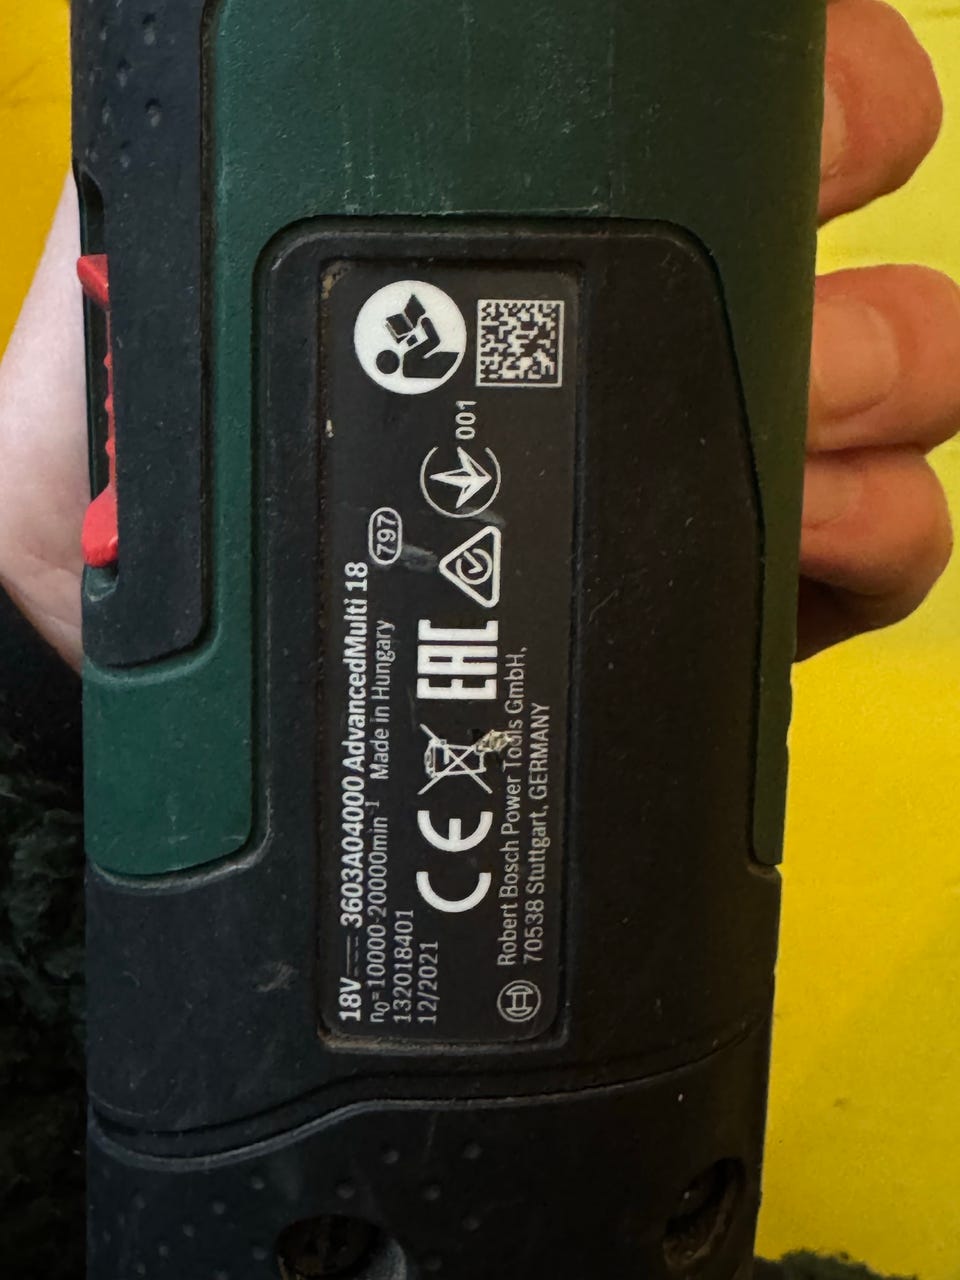 18V⎓ 3603A04000 AdvancedMulti 18
n₀=10000-20000min⁻¹ Made in Hungary 797
132018401
12/2021
CE EAC 001
Robert Bosch Power Tools GmbH,
70538 Stuttgart, GERMANY